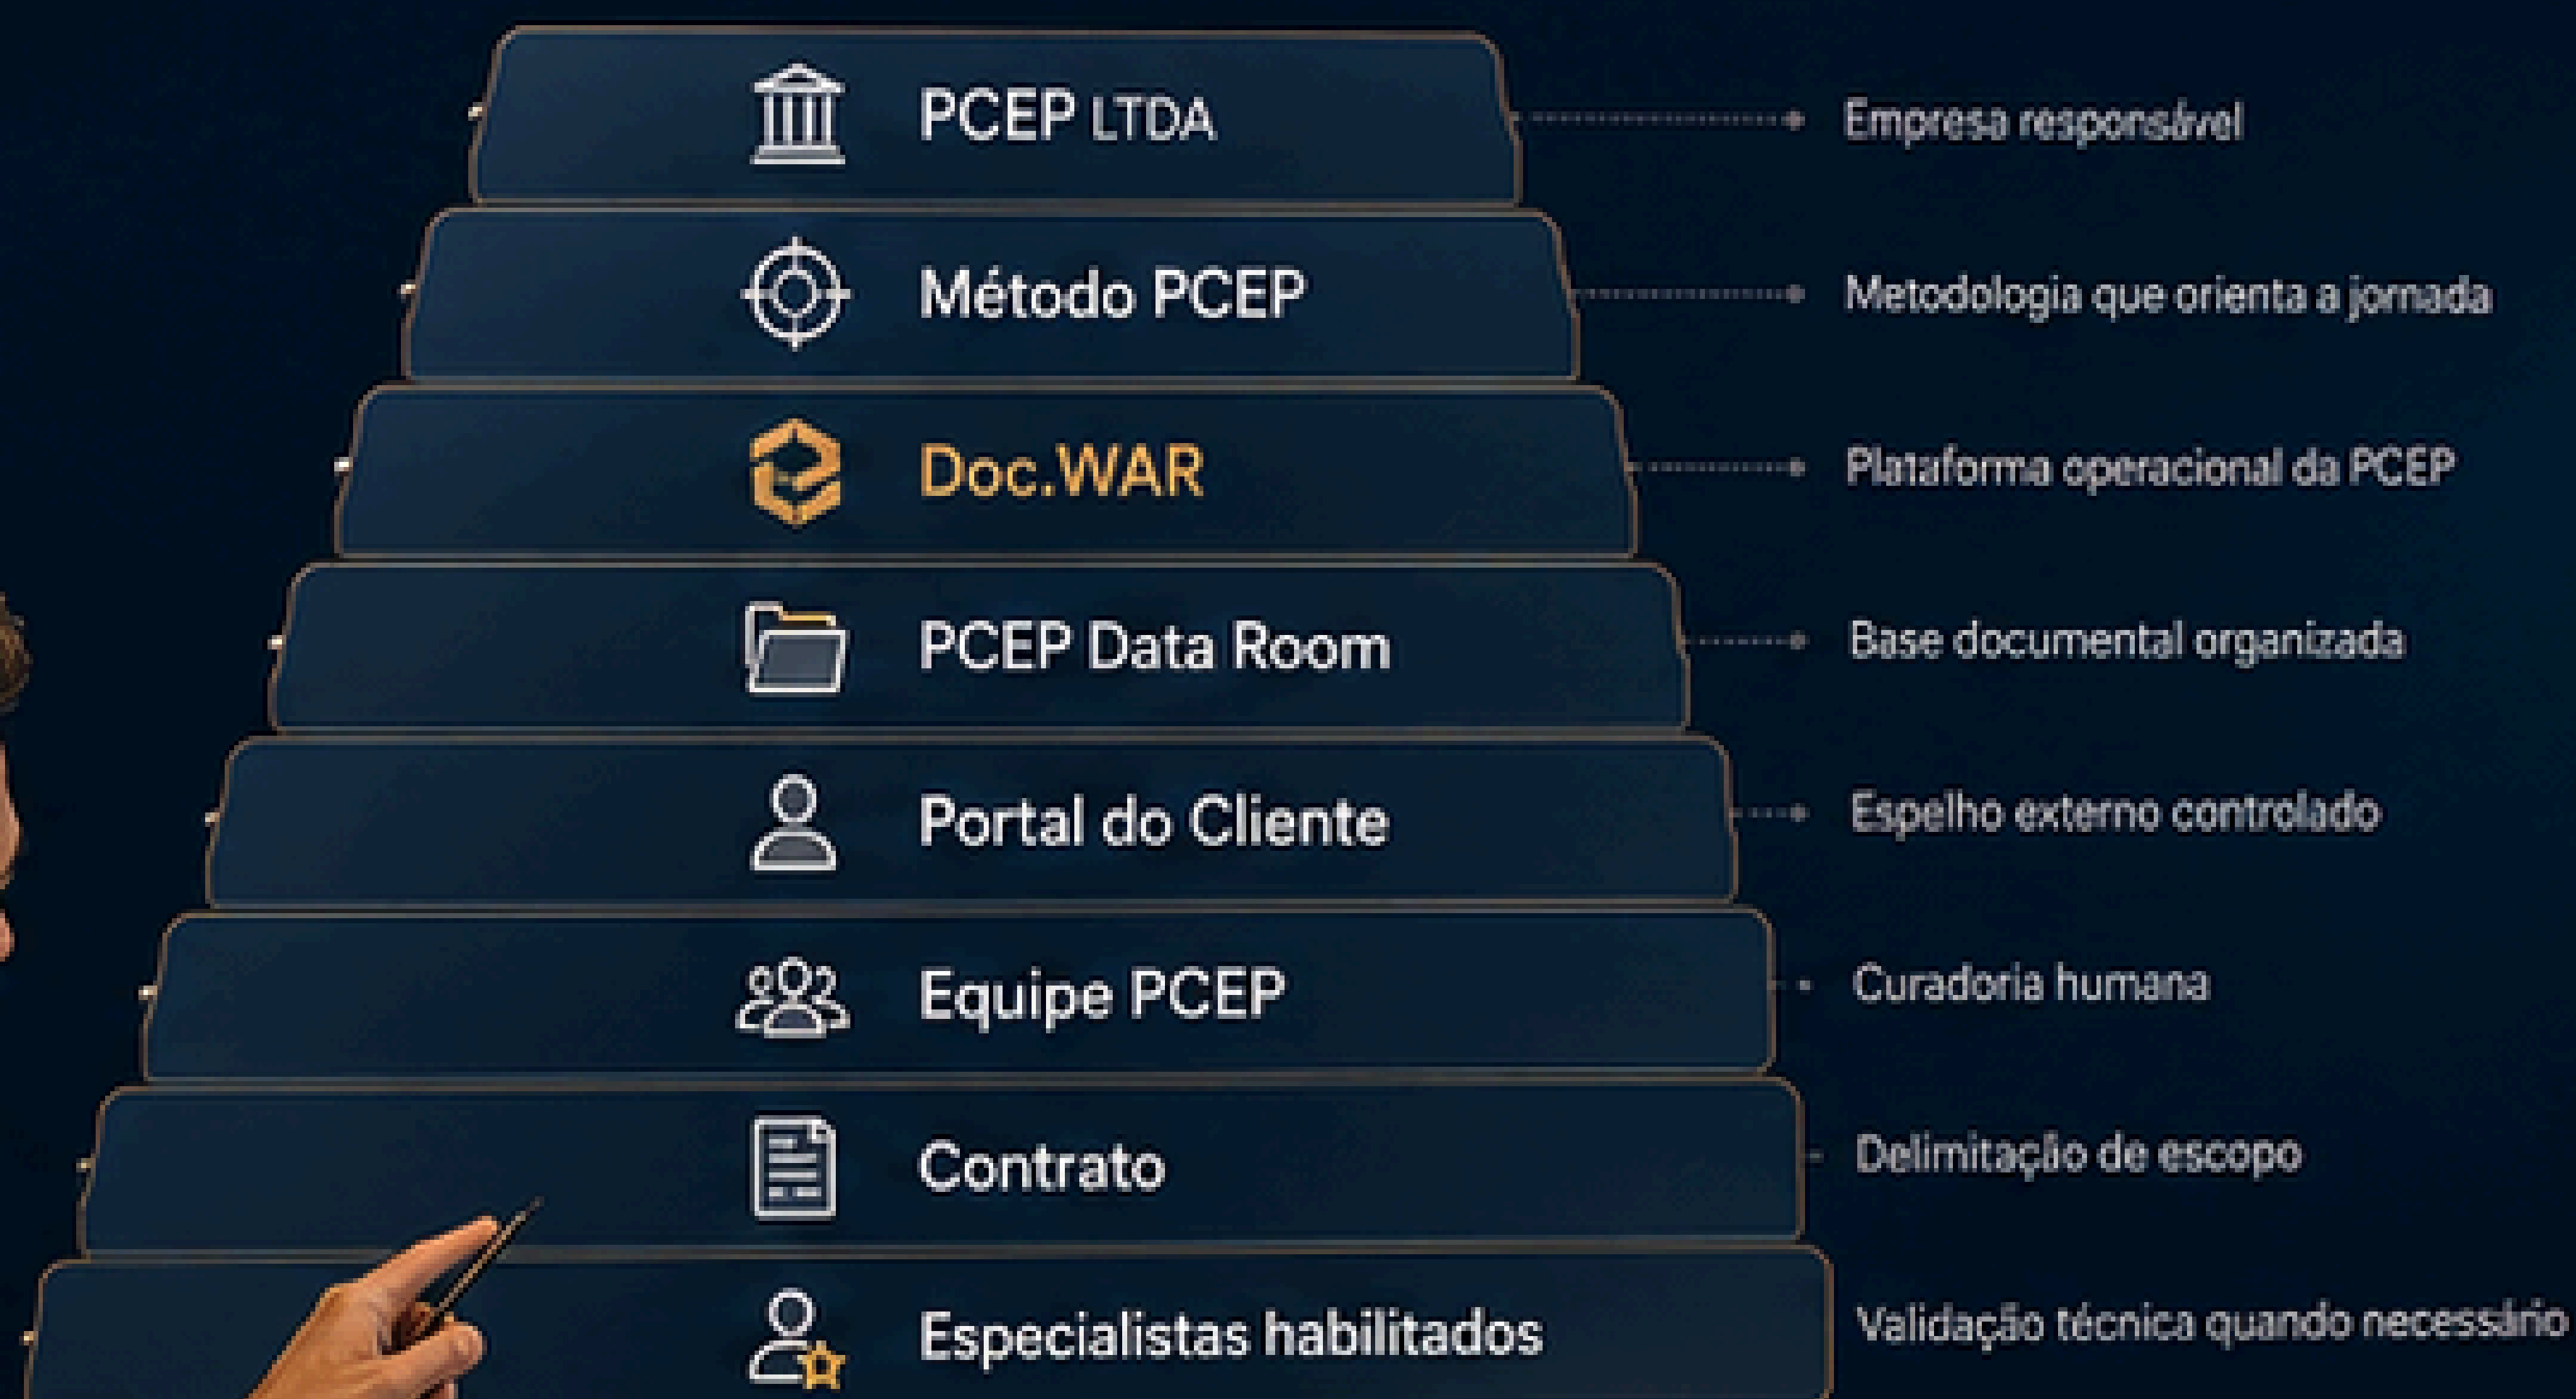 PCEP LTDA
Empresa responsável
Método PCEP
Metodologia que orienta a jornada
Doc.WAR
Plataforma operacional da PCEP
PCEP Data Room
Base documental organizada
Portal do Cliente
Espelho externo controlado
Equipe PCEP
Curadoria humana
Contrato
Delimitação de escopo
Especialistas habilitados
Validação técnica quando necessário